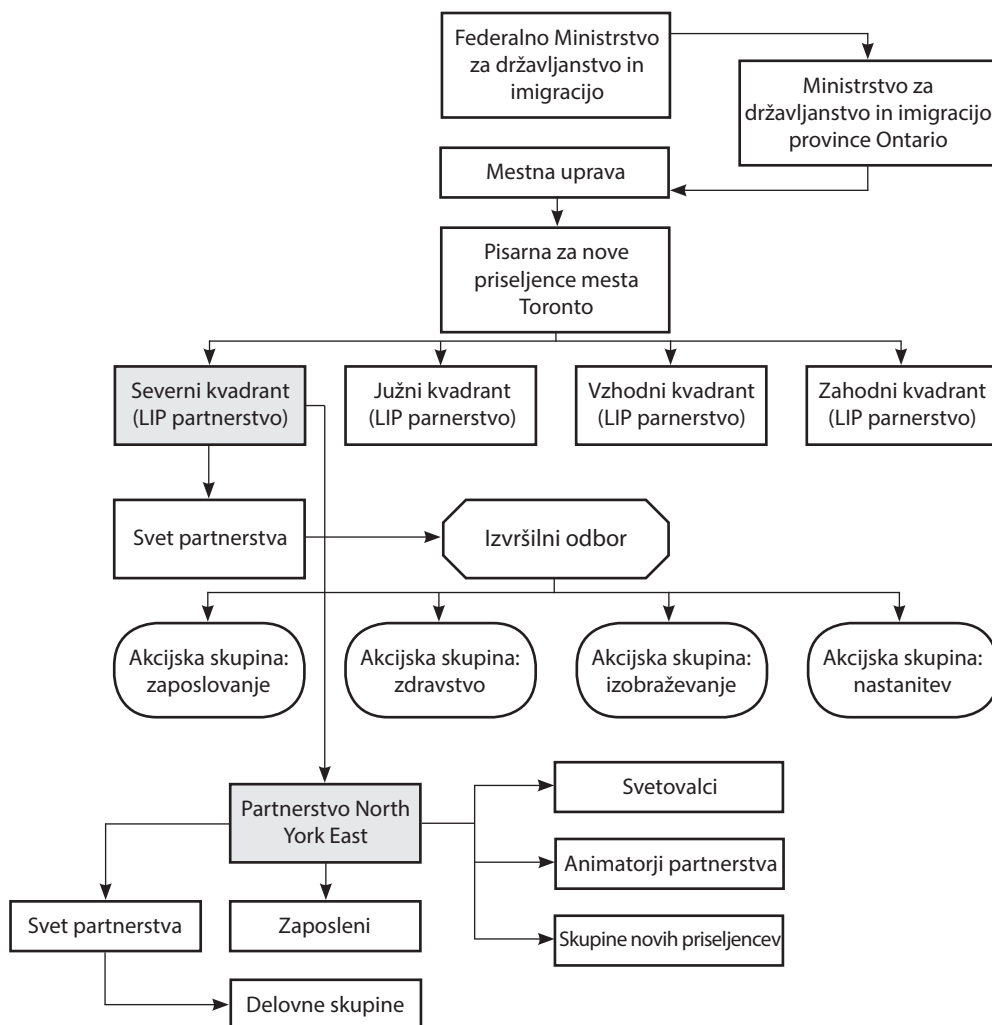 Federalno Ministrstvo
za državljanstvo in
imigracijo
Ministrstvo za
državljanstvo in imigracijo
province Ontario
Mestna uprava
Pisarna za nove
priseljence mesta
Toronto
Severni kvadrant
(LIP partnerstvo)
Južni kvadrant
(LIP parnerstvo)
Vzhodni kvadrant
(LIP parnerstvo)
Zahodni kvadrant
(LIP parnerstvo)
Svet partnerstva
Izvršilni odbor
Akcijska skupina:
zaposlovanje
Akcijska skupina:
zdravstvo
Akcijska skupina:
izobraževanje
Akcijska skupina:
nastanitev
Partnerstvo North
York East
Svetovalci
Animatorji partnerstva
Skupine novih priseljencev
Svet partnerstva
Zaposleni
Delovne skupine